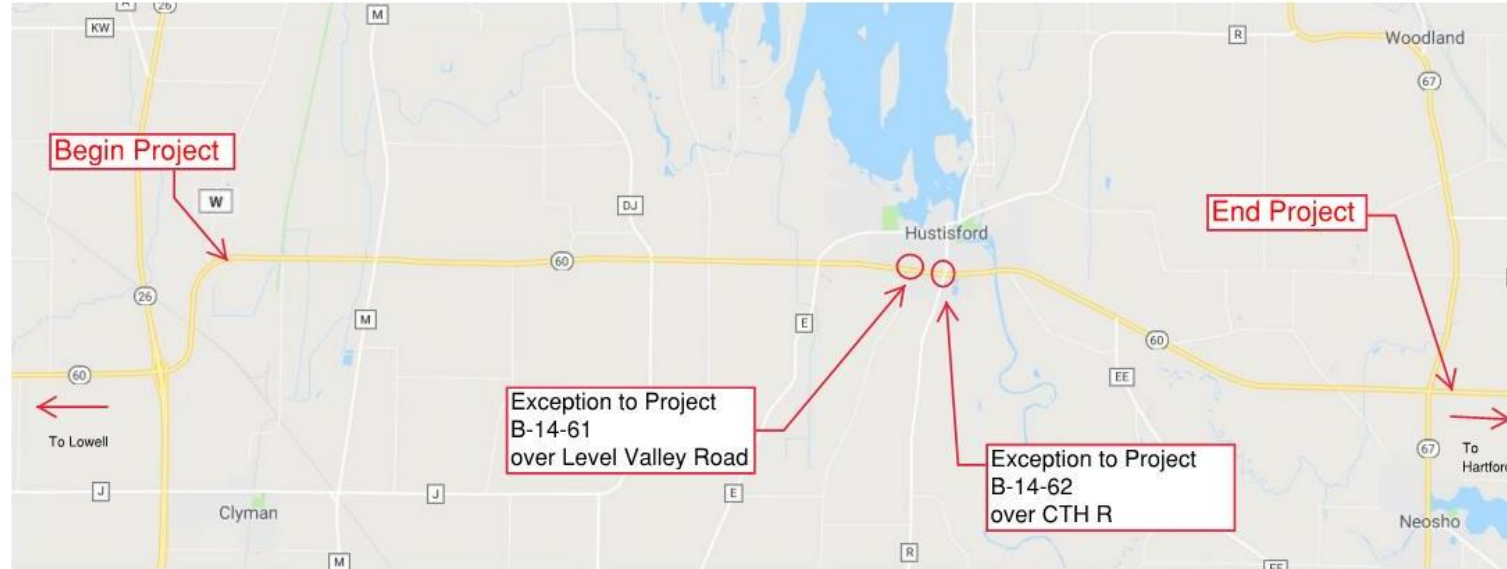 26
KW
M
R
Woodland
67
Begin Project
W
DJ
End Project
Hustisford
60
26
M
E
60
60
EE
Exception to Project
B-14-61
over Level Valley Road
To Lowell
Exception to Project
B-14-62
over CTH R
67
To
Hartford
J
J
E
Clyman
Neosho
R
M